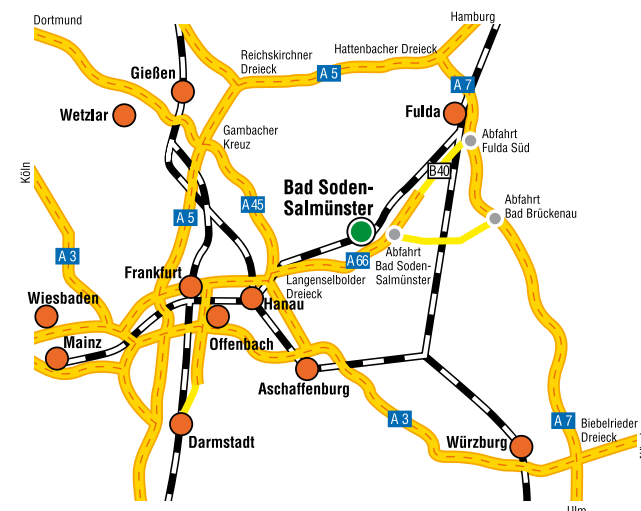 Dortmund
Hamburg
Reichskirchner
Dreieck
Hattenbacher Dreieck
Gießen
A 5
A 7
Wetzlar
Fulda
Gambacher
Kreuz
Abfahrt
Fulda Süd
Köln
B40
Bad Soden-
Salmünster
A 5
A45
Abfahrt
Bad Brückenau
A 3
A66
Abfahrt
Bad Soden-
Salmünster
Frankfurt
Langenselbolder
Dreieck
Wiesbaden
Hanau
Mainz
Offenbach
Aschaffenburg
A 3
A 7
Biebelrieder
Dreieck
Darmstadt
Würzburg
Ulm